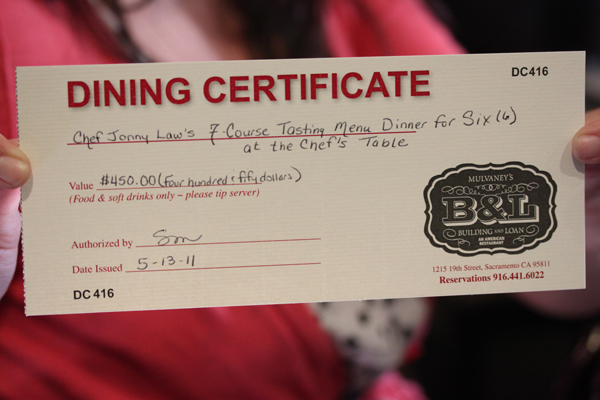 DINING CERTIFICATE
DC416
Chef Jonny Law's 7-Course Tasting Menu Dinner for Six (6)
at the Chef's Table
Value $450.00 (four hundred & fifty dollars)
(Food & soft drinks only – please tip server)
MULVANEY'S
B&L
BUILDING AND LOAN
AN AMERICAN
RESTAURANT
Authorized by
Date Issued 5-13-11
1215 19th Street, Sacramento CA 95811
Reservations 916.441.6022
DC 416